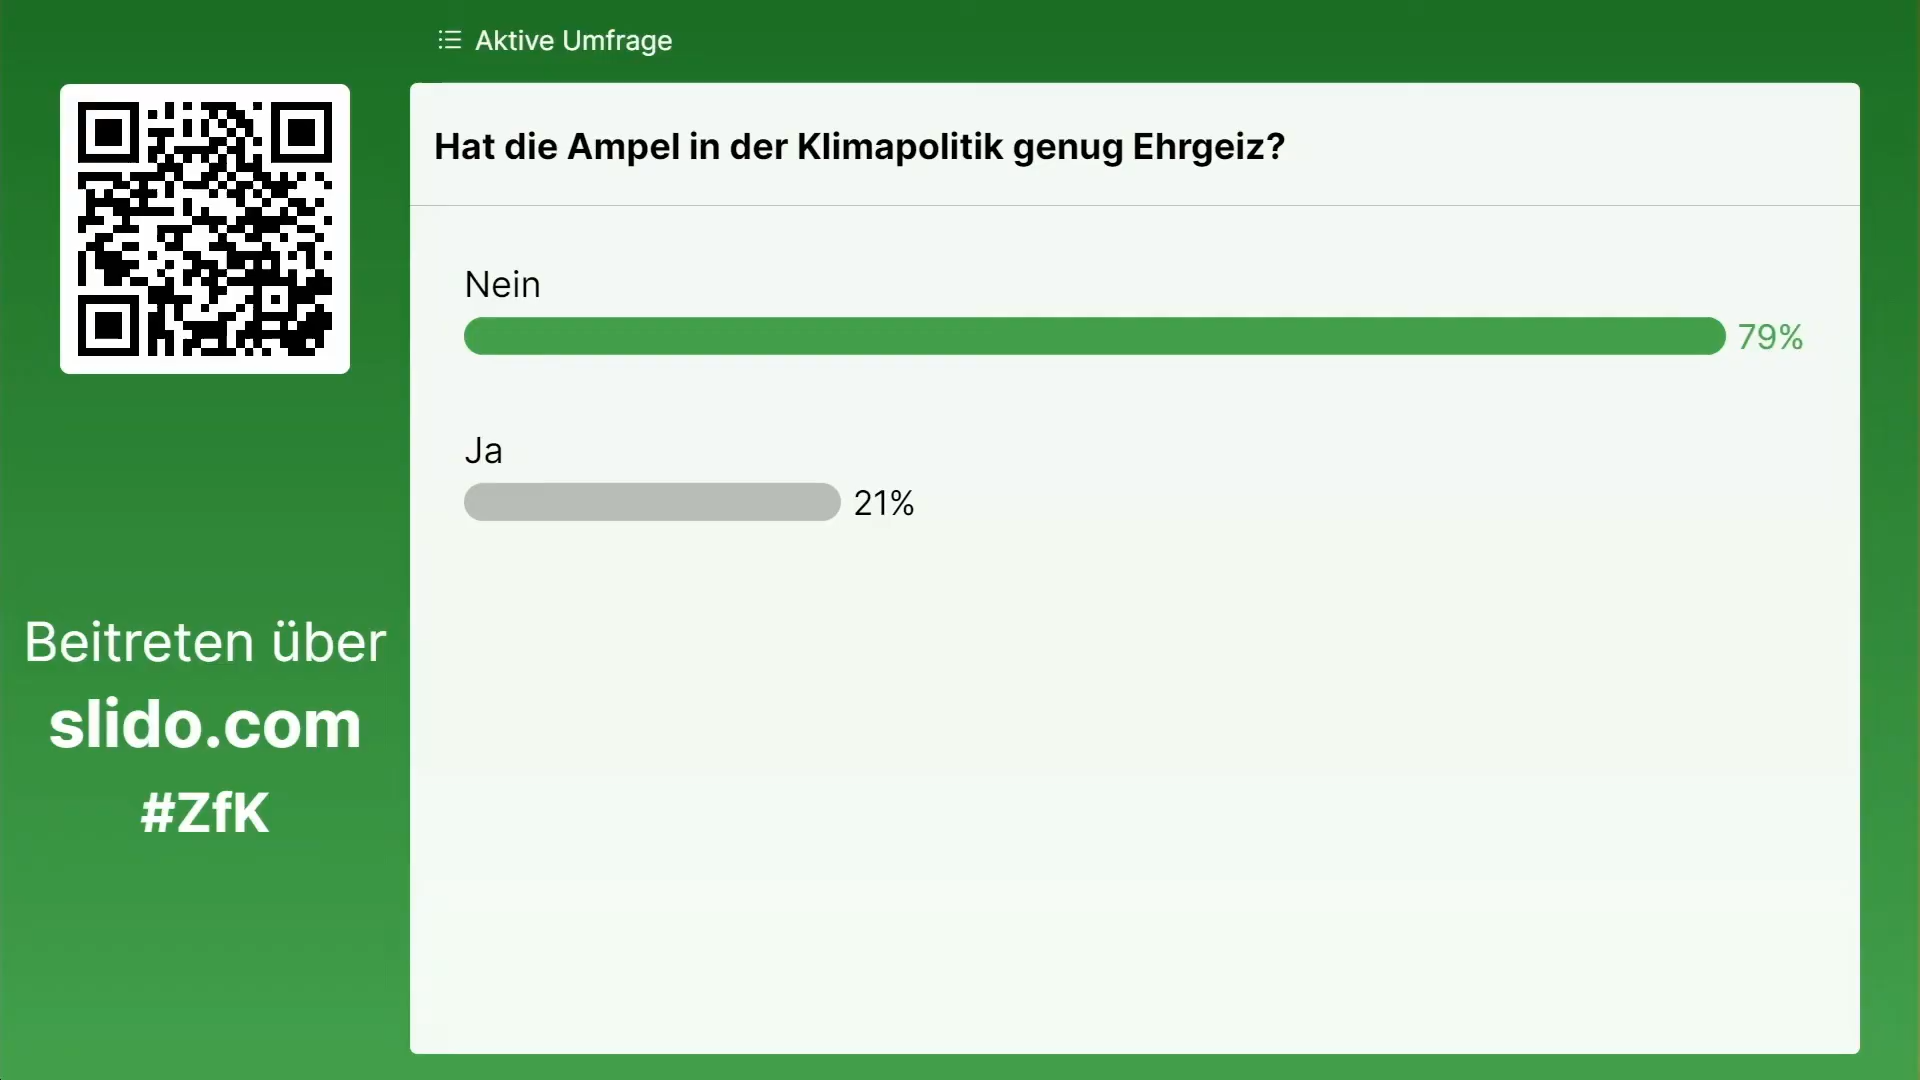 Aktive Umfrage
Hat die Ampel in der Klimapolitik genug Ehrgeiz?
Nein
79%
Ja
21%
Beitreten über
slido.com
#ZfK